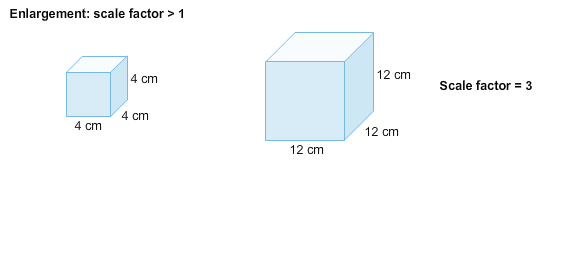 Enlargement: scale factor > 1
4 cm
4 cm
4 cm
12 cm
12 cm
12 cm
Scale factor = 3